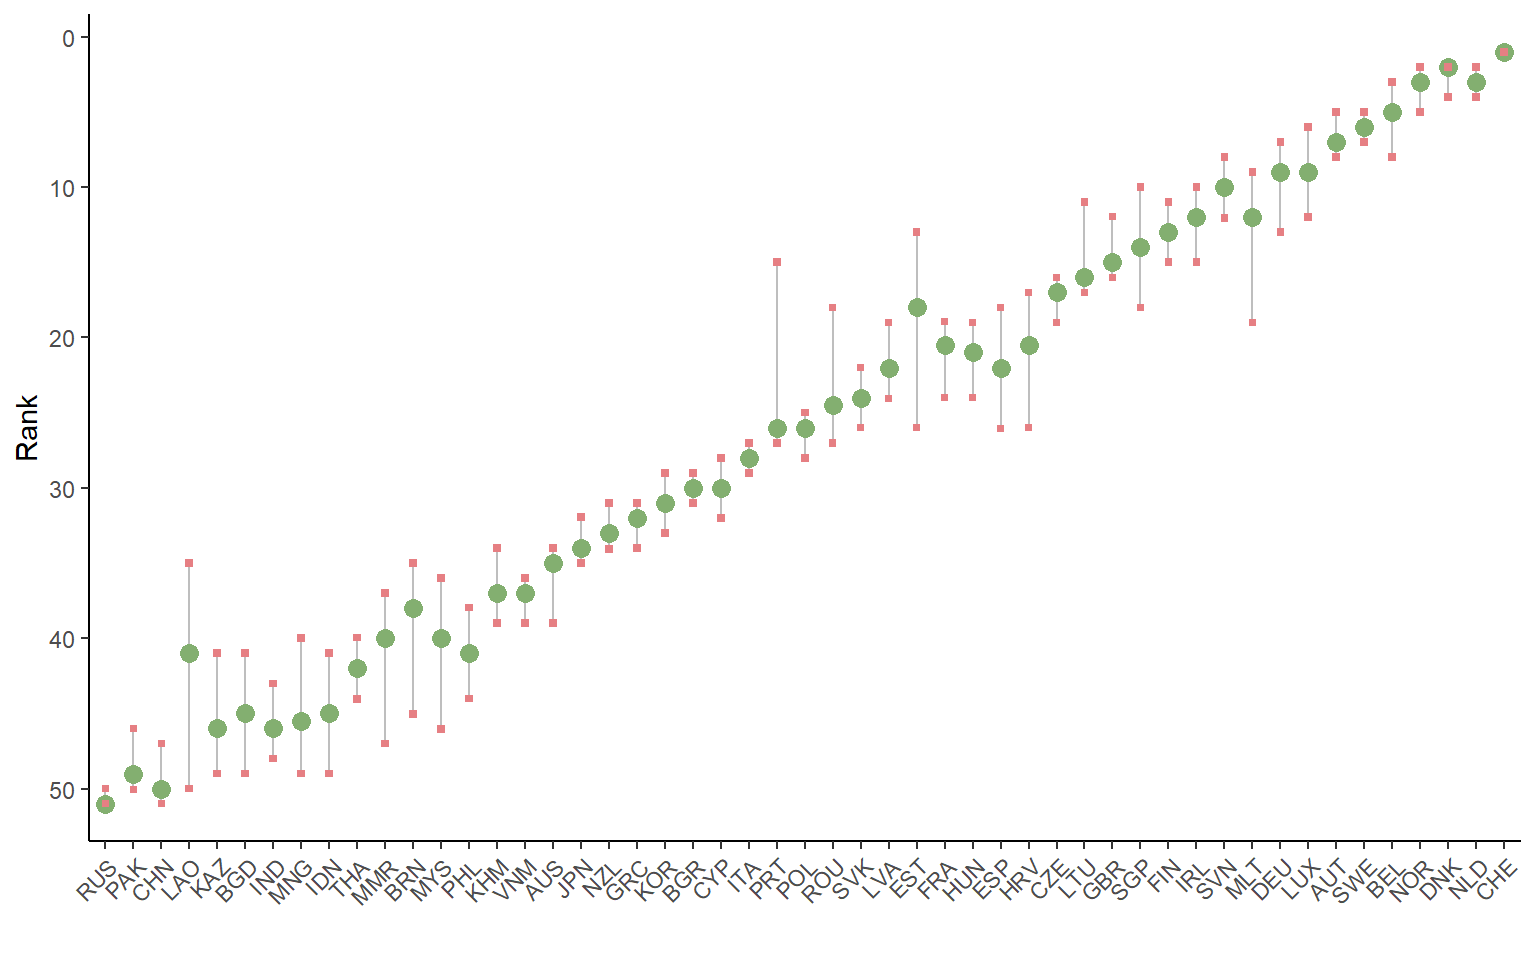 0
10
20
30
40
50
Rank
RUS
PAK
CHN
LAO
KAZ
BGD
IND
MNG
IDN
THA
MMR
BRN
MYS
PHL
KHM
VNM
AUS
JPN
NZL
GRC
KOR
BGR
CYP
ITA
PRT
POL
ROU
SVK
LVA
EST
FRA
HUN
ESP
HRV
CZE
LTU
GBR
SGP
FIN
IRL
SVN
MLT
DEU
LUX
AUT
SWE
BEL
NOR
DNK
NLD
CHE